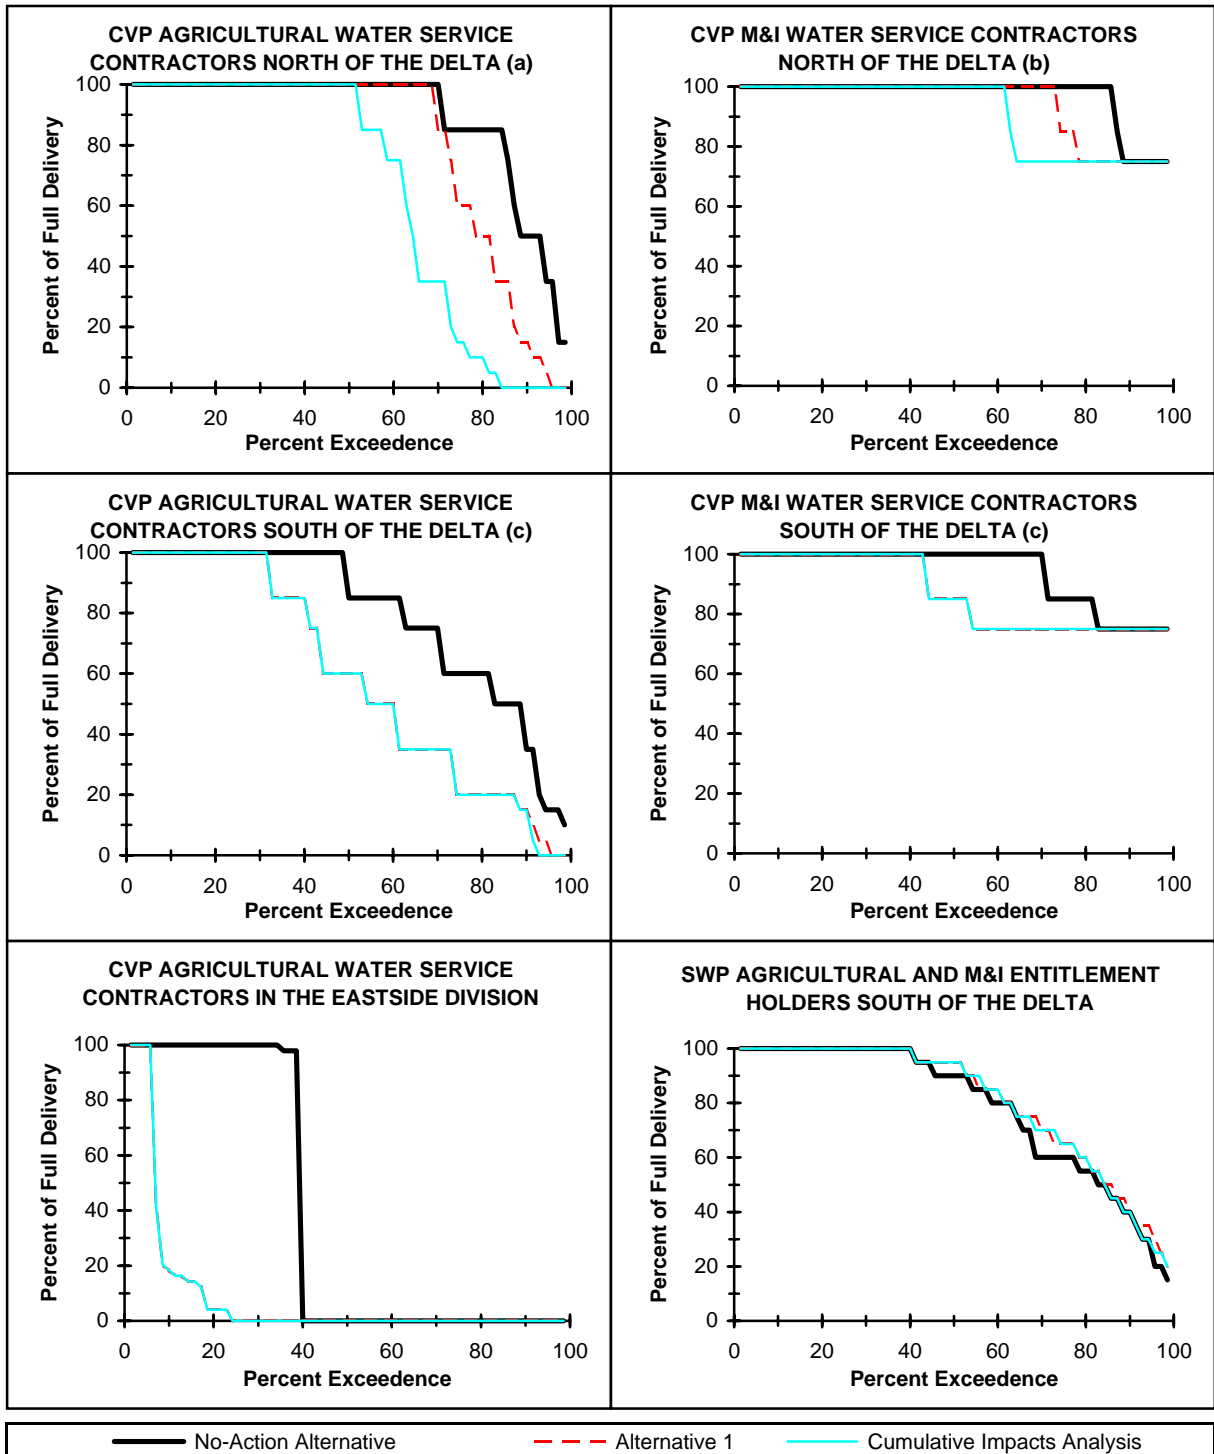 CVP AGRICULTURAL WATER SERVICE
CONTRACTORS NORTH OF THE DELTA (a)
100
80
60
40
20
0
Percent of Full Delivery
0 20 40 60 80 100
Percent Exceedence
CVP M&I WATER SERVICE CONTRACTORS
NORTH OF THE DELTA (b)
100
80
60
40
20
0
Percent of Full Delivery
0 20 40 60 80 100
Percent Exceedence
CVP AGRICULTURAL WATER SERVICE
CONTRACTORS SOUTH OF THE DELTA (c)
100
80
60
40
20
0
Percent of Full Delivery
0 20 40 60 80 100
Percent Exceedence
CVP M&I WATER SERVICE CONTRACTORS
SOUTH OF THE DELTA (c)
100
80
60
40
20
0
Percent of Full Delivery
0 20 40 60 80 100
Percent Exceedence
CVP AGRICULTURAL WATER SERVICE
CONTRACTORS IN THE EASTSIDE DIVISION
100
80
60
40
20
0
Percent of Full Delivery
0 20 40 60 80 100
Percent Exceedence
SWP AGRICULTURAL AND M&I ENTITLEMENT
HOLDERS SOUTH OF THE DELTA
100
80
60
40
20
0
Percent of Full Delivery
0 20 40 60 80 100
Percent Exceedence
No-Action Alternative Alternative 1 Cumulative Impacts Analysis